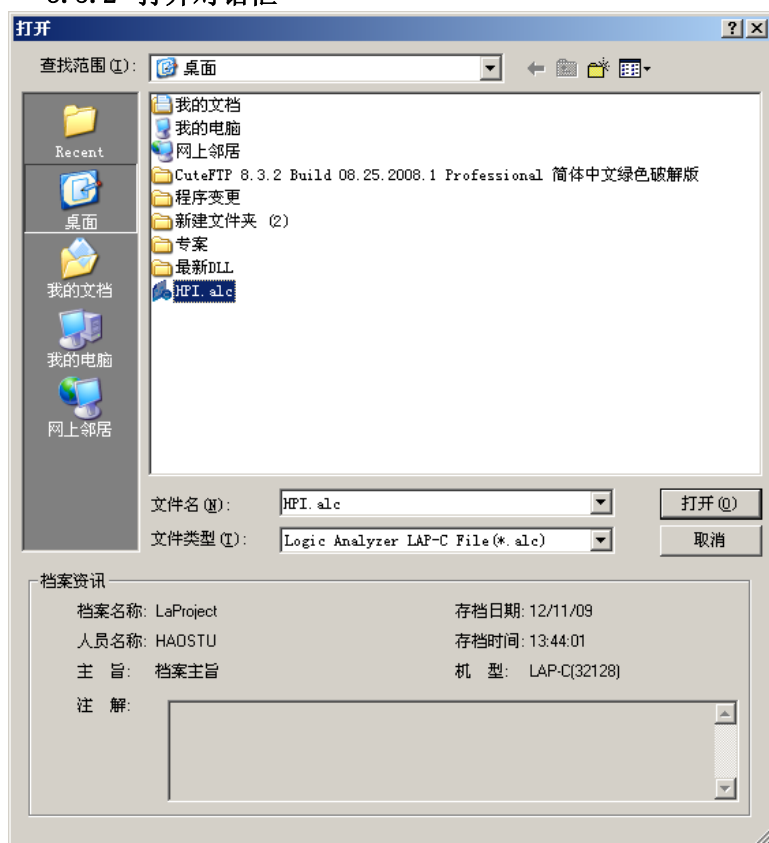 打开对话框
打开
查找范围(I): 桌面
Recent
桌面
我的文档
我的电脑
网上邻居
我的文档
我的电脑
网上邻居
CuteFTP 8.3.2 Build 08.25.2008.1 Professional 简体中文绿色破解版
程序变更
新建文件夹 (2)
专案
最新DLL
HPI.alc
文件名(N): HPI.alc 打开(O)
文件类型(T): Logic Analyzer LAP-C File(*.alc) 取消
档案资讯
档案名称: LaProject 存档日期: 12/11/09
人员名称: HAOSTU 存档时间: 13:44:01
主 旨: 档案主旨 机 型: LAP-C(32128)
注 解: